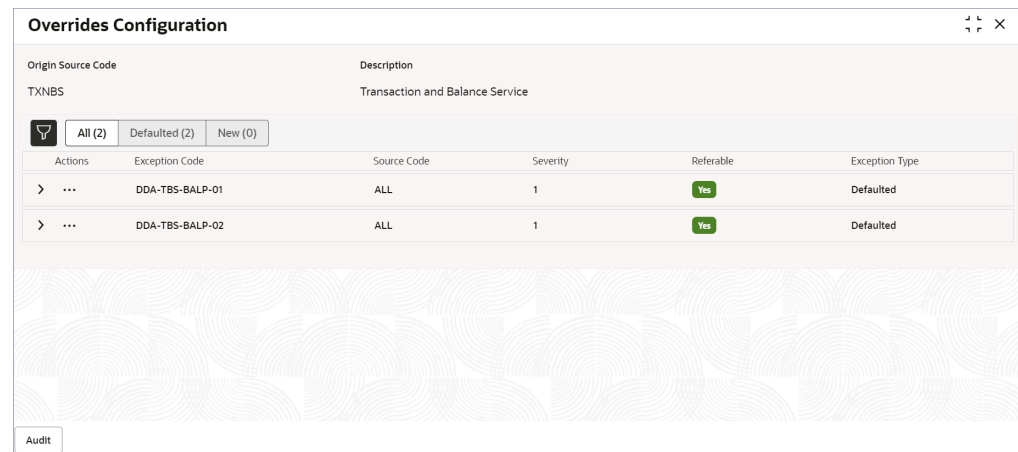 Overrides Configuration
Origin Source Code Description
TXNBS Transaction and Balance Service
All (2) Defaulted (2) New (0)
Actions Exception Code Source Code Severity Referable Exception Type
DDA-TBS-BALP-01 ALL 1 Yes Defaulted
DDA-TBS-BALP-02 ALL 1 Yes Defaulted
Audit